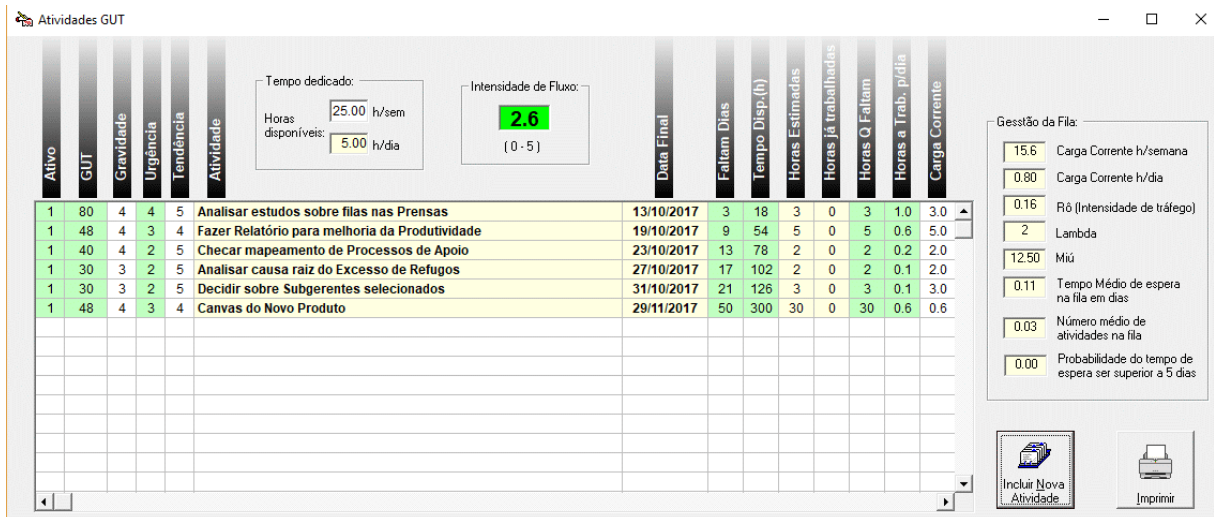 Atividades GUT
Ativo
GUT
Gravidade
Urgência
Tendência
Atividade
Tempo dedicado:
Horas disponíveis:
25.00 h/sem
5.00 h/dia
Intensidade de Fluxo:
2.6
( 0 - 5 )
Data Final
Faltam Dias
Tempo Disp.(h)
Horas Estimadas
Horas já trabalhadas
Horas Q Faltam
Horas a Trab. p/dia
Carga Corrente
1 80 4 4 5 Analisar estudos sobre filas nas Prensas 13/10/2017 3 18 3 0 3 1.0 3.0
1 48 4 3 4 Fazer Relatório para melhoria da Produtividade 19/10/2017 9 54 5 0 5 0.6 5.0
1 40 4 2 5 Checar mapeamento de Processos de Apoio 23/10/2017 13 78 2 0 2 0.2 2.0
1 30 3 2 5 Analisar causa raiz do Excesso de Refugos 27/10/2017 17 102 2 0 2 0.1 2.0
1 30 3 2 5 Decidir sobre Subgerentes selecionados 31/10/2017 21 126 3 0 3 0.1 3.0
1 48 4 3 4 Canvas do Novo Produto 29/11/2017 50 300 30 0 30 0.6 0.6
Gesstão da Fila:
15.6 Carga Corrente h/semana
0.80 Carga Corrente h/dia
0.16 Rô (Intensidade de tráfego)
2 Lambda
12.50 Miú
0.11 Tempo Médio de espera
na fila em dias
0.03 Número médio de
atividades na fila
0.00 Probabilidade do tempo de
espera ser superior a 5 dias
Incluir Nova
Atividade
Imprimir